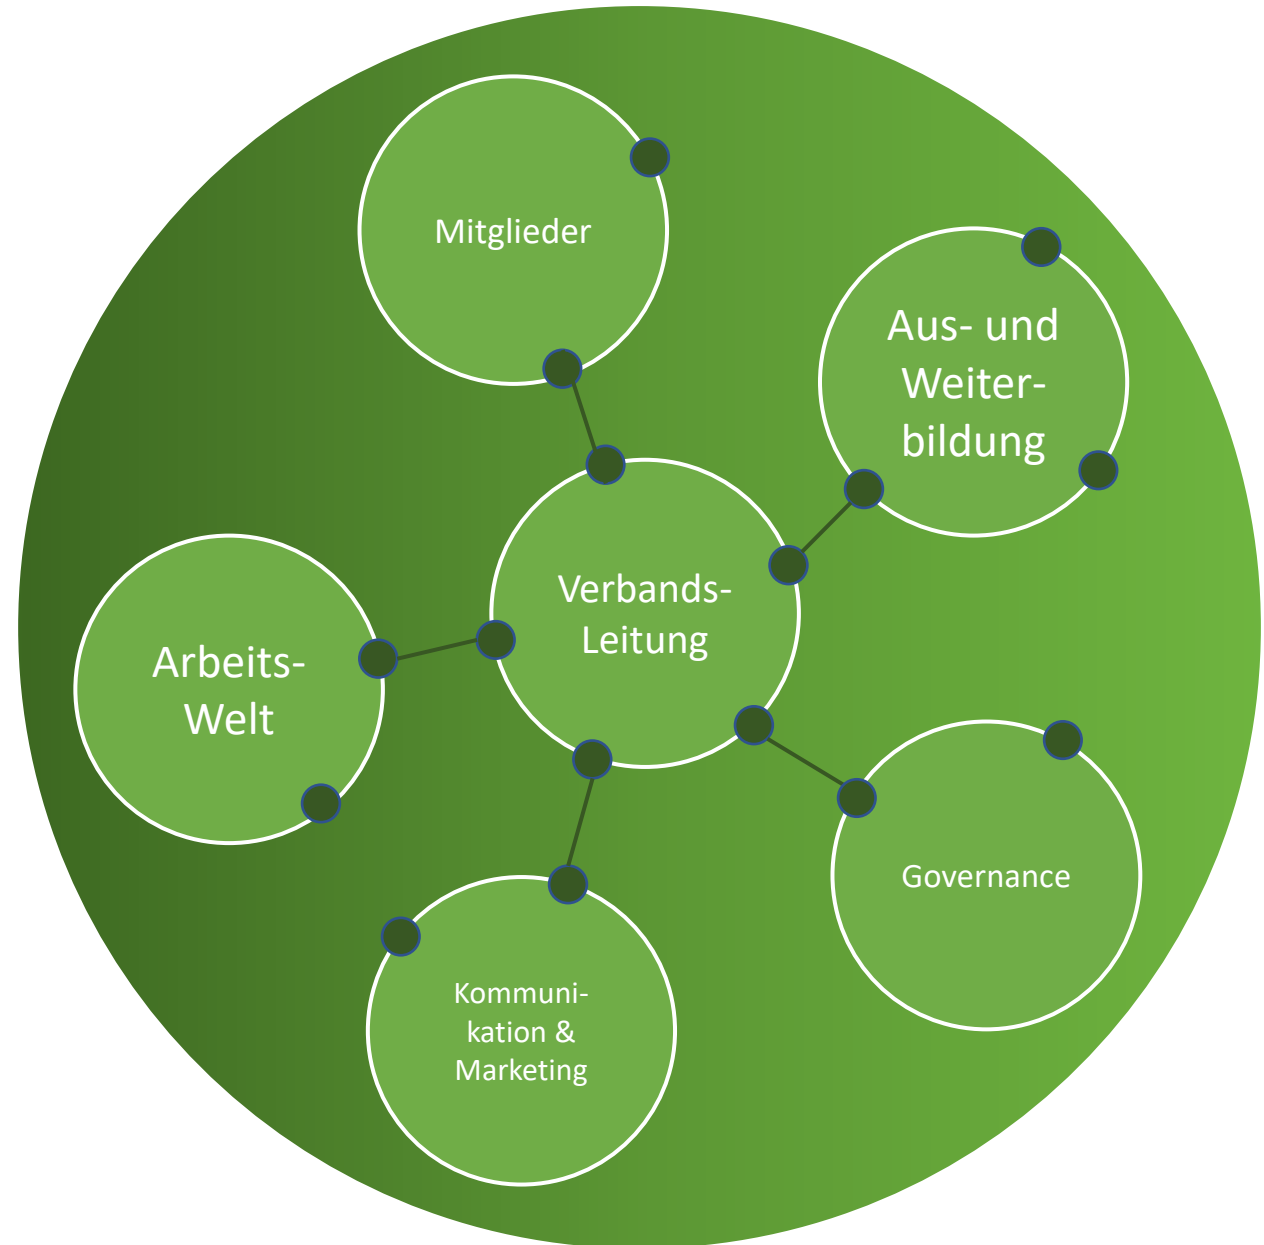 Mitglieder
Aus- und
Weiter-
bildung
Verbands-
Leitung
Arbeits-
Welt
Governance
Kommuni-
kation &
Marketing